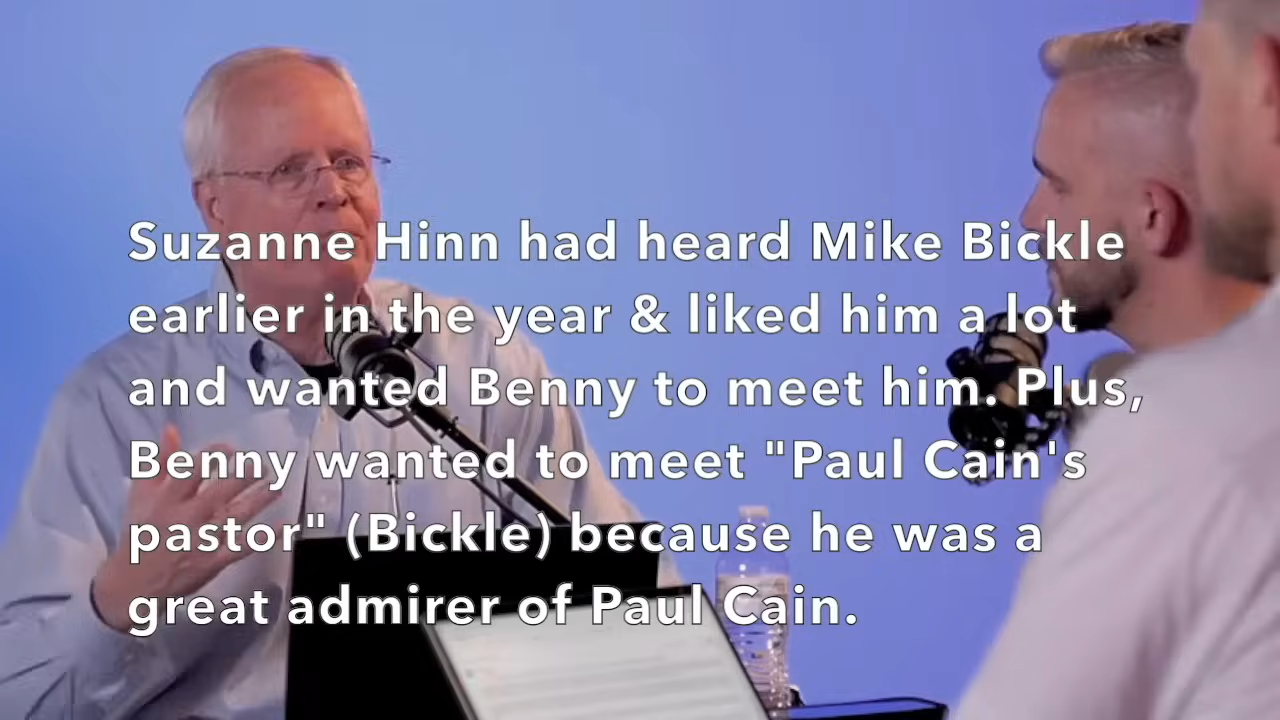 Suzanne Hinn had heard Mike Bickle
earlier in the year & liked him a lot
and wanted Benny to meet him. Plus,
Benny wanted to meet "Paul Cain's
pastor" (Bickle) because he was a
great admirer of Paul Cain.